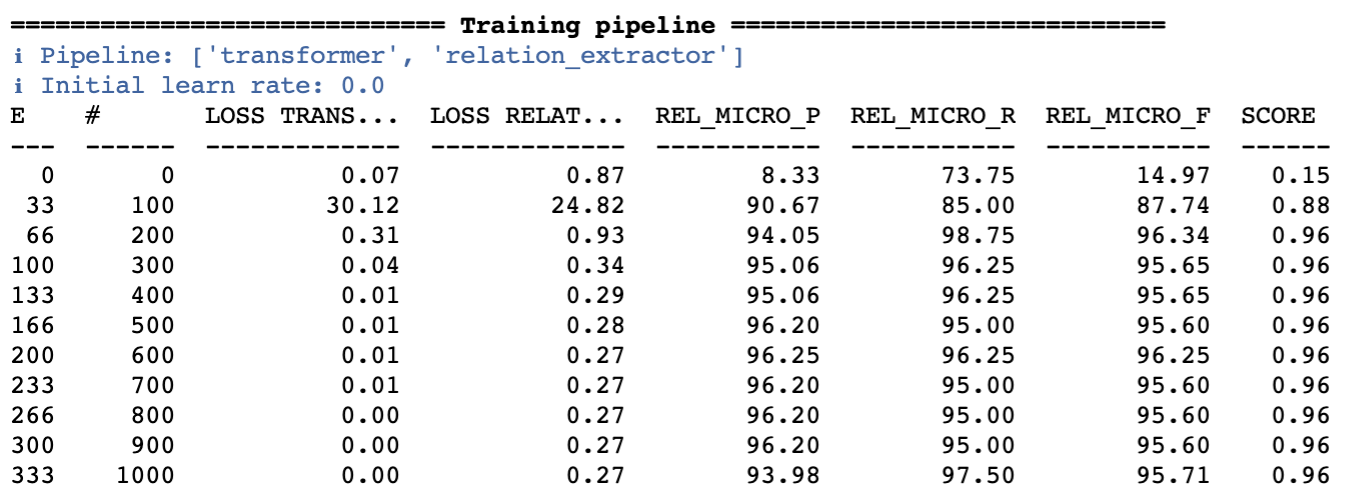 ============================= Training pipeline =============================
ℹ Pipeline: ['transformer', 'relation_extractor']
ℹ Initial learn rate: 0.0
E    #       LOSS TRANS...  LOSS RELAT...  REL_MICRO_P  REL_MICRO_R  REL_MICRO_F  SCORE
---  ------  -------------  -------------  -----------  -----------  -----------  ------
  0       0           0.07           0.87         8.33        73.75        14.97    0.15
 33     100          30.12          24.82        90.67        85.00        87.74    0.88
 66     200           0.31           0.93        94.05        98.75        96.34    0.96
100     300           0.04           0.34        95.06        96.25        95.65    0.96
133     400           0.01           0.29        95.06        96.25        95.65    0.96
166     500           0.01           0.28        96.20        95.00        95.60    0.96
200     600           0.01           0.27        96.25        96.25        96.25    0.96
233     700           0.01           0.27        96.20        95.00        95.60    0.96
266     800           0.00           0.27        96.20        95.00        95.60    0.96
300     900           0.00           0.27        96.20        95.00        95.60    0.96
333    1000           0.00           0.27        93.98        97.50        95.71    0.96